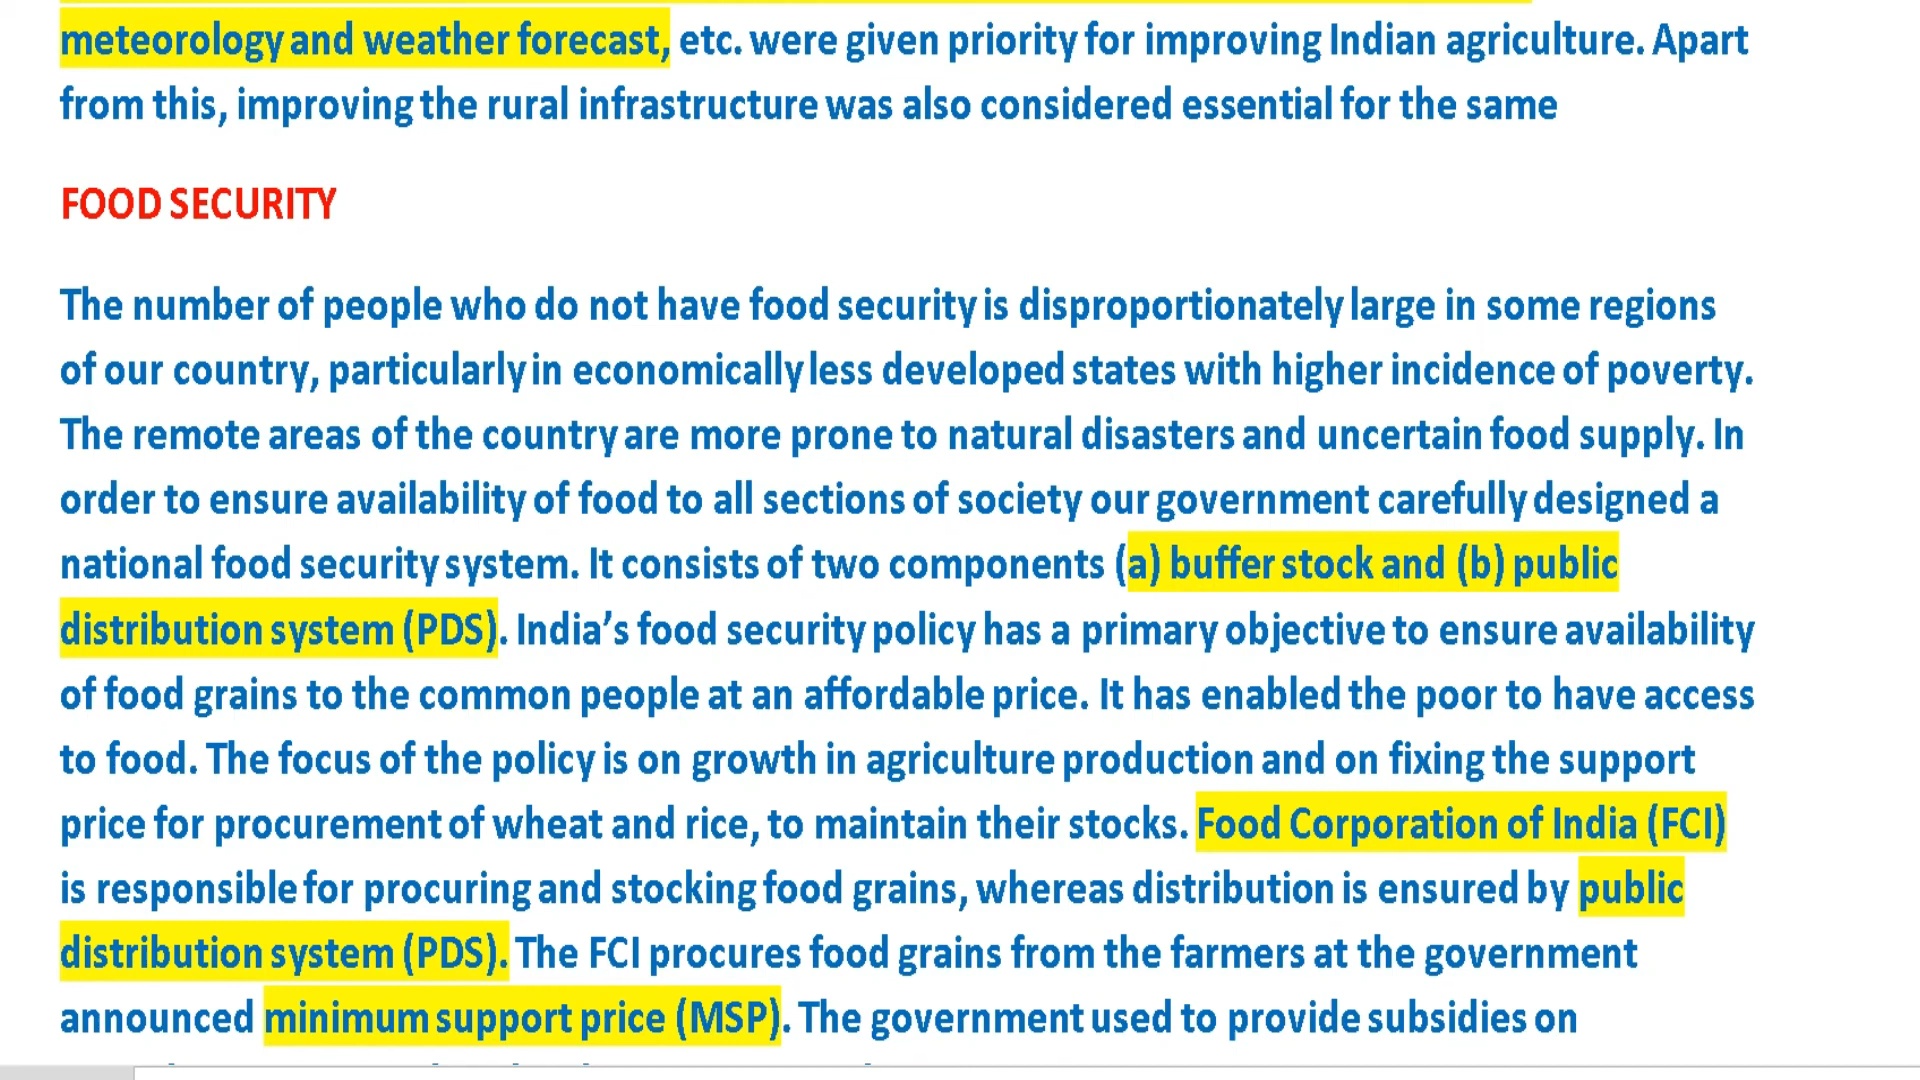 meteorology and weather forecast, etc. were given priority for improving Indian agriculture. Apart
from this, improving the rural infrastructure was also considered essential for the same
FOOD SECURITY
The number of people who do not have food security is disproportionately large in some regions
of our country, particularly in economically less developed states with higher incidence of poverty.
The remote areas of the country are more prone to natural disasters and uncertain food supply. In
order to ensure availability of food to all sections of society our government carefully designed a
national food security system. It consists of two components (a) buffer stock and (b) public
distribution system (PDS). India’s food security policy has a primary objective to ensure availability
of food grains to the common people at an affordable price. It has enabled the poor to have access
to food. The focus of the policy is on growth in agriculture production and on fixing the support
price for procurement of wheat and rice, to maintain their stocks. Food Corporation of India (FCI)
is responsible for procuring and stocking food grains, whereas distribution is ensured by public
distribution system (PDS). The FCI procures food grains from the farmers at the government
announced minimum support price (MSP). The government used to provide subsidies on